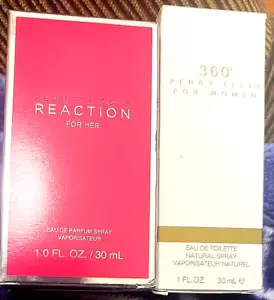 REACTION
FOR HER
EAU DE PARFUM SPRAY
VAPORISATEUR
1.0 FL. OZ. / 30 mL
360°
PERRY ELLIS
FOR WOMEN
EAU DE TOILETTE
NATURAL SPRAY
VAPORISATEUR NATUREL
1 FL. OZ. 30 mL e